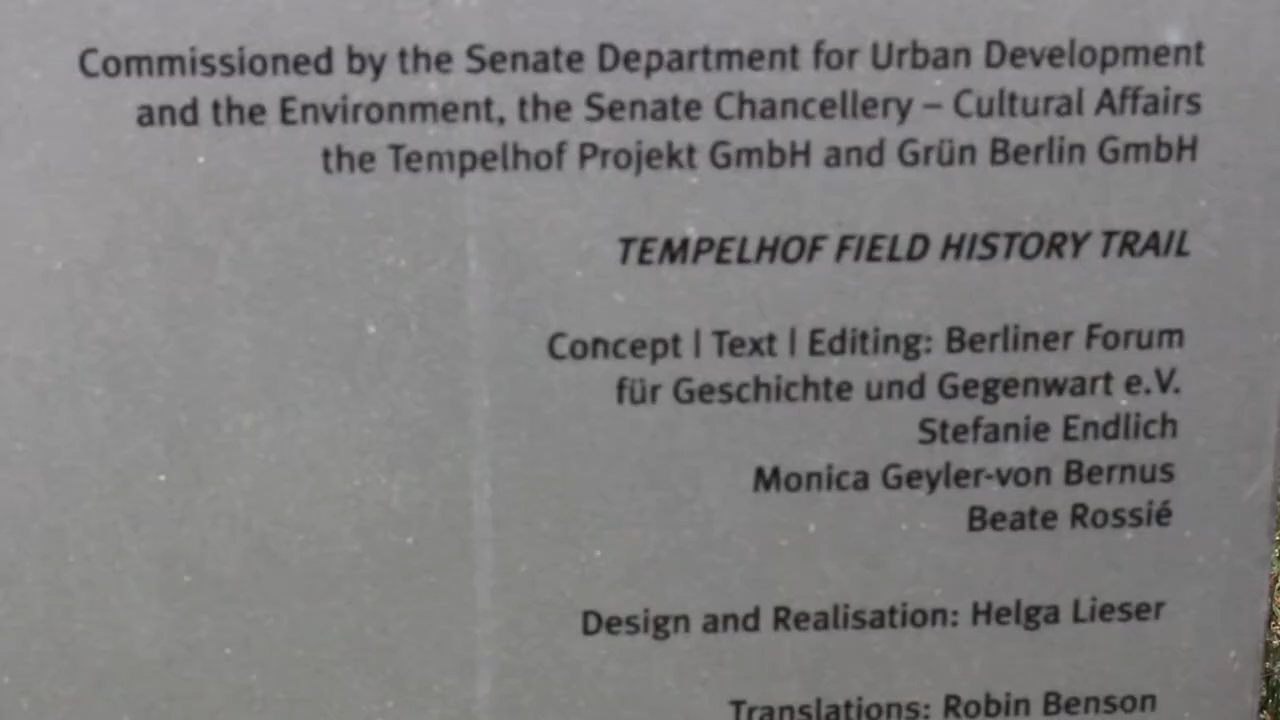 Commissioned by the Senate Department for Urban Development
and the Environment, the Senate Chancellery – Cultural Affairs
the Tempelhof Projekt GmbH and Grün Berlin GmbH
TEMPELHOF FIELD HISTORY TRAIL
Concept | Text | Editing: Berliner Forum
für Geschichte und Gegenwart e.V.
Stefanie Endlich
Monica Geyler-von Bernus
Beate Rossié
Design and Realisation: Helga Lieser
Translations: Robin Benson